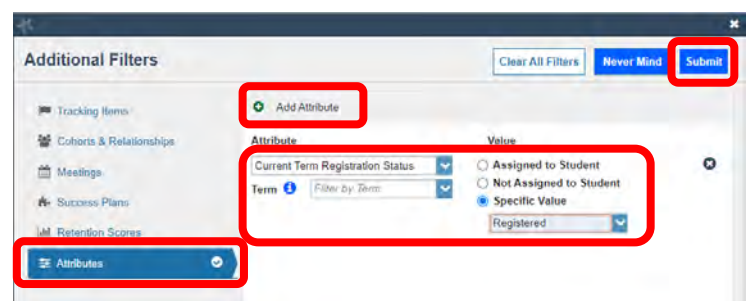 Additional Filters
Clear All Filters
Never Mind
Submit
Tracking Items
Cohorts & Relationships
Meetings
Success Plans
Retention Scores
Attributes
Add Attribute
Attribute
Value
Current Term Registration Status
Term
Filter by Term
Assigned to Student
Not Assigned to Student
Specific Value
Registered